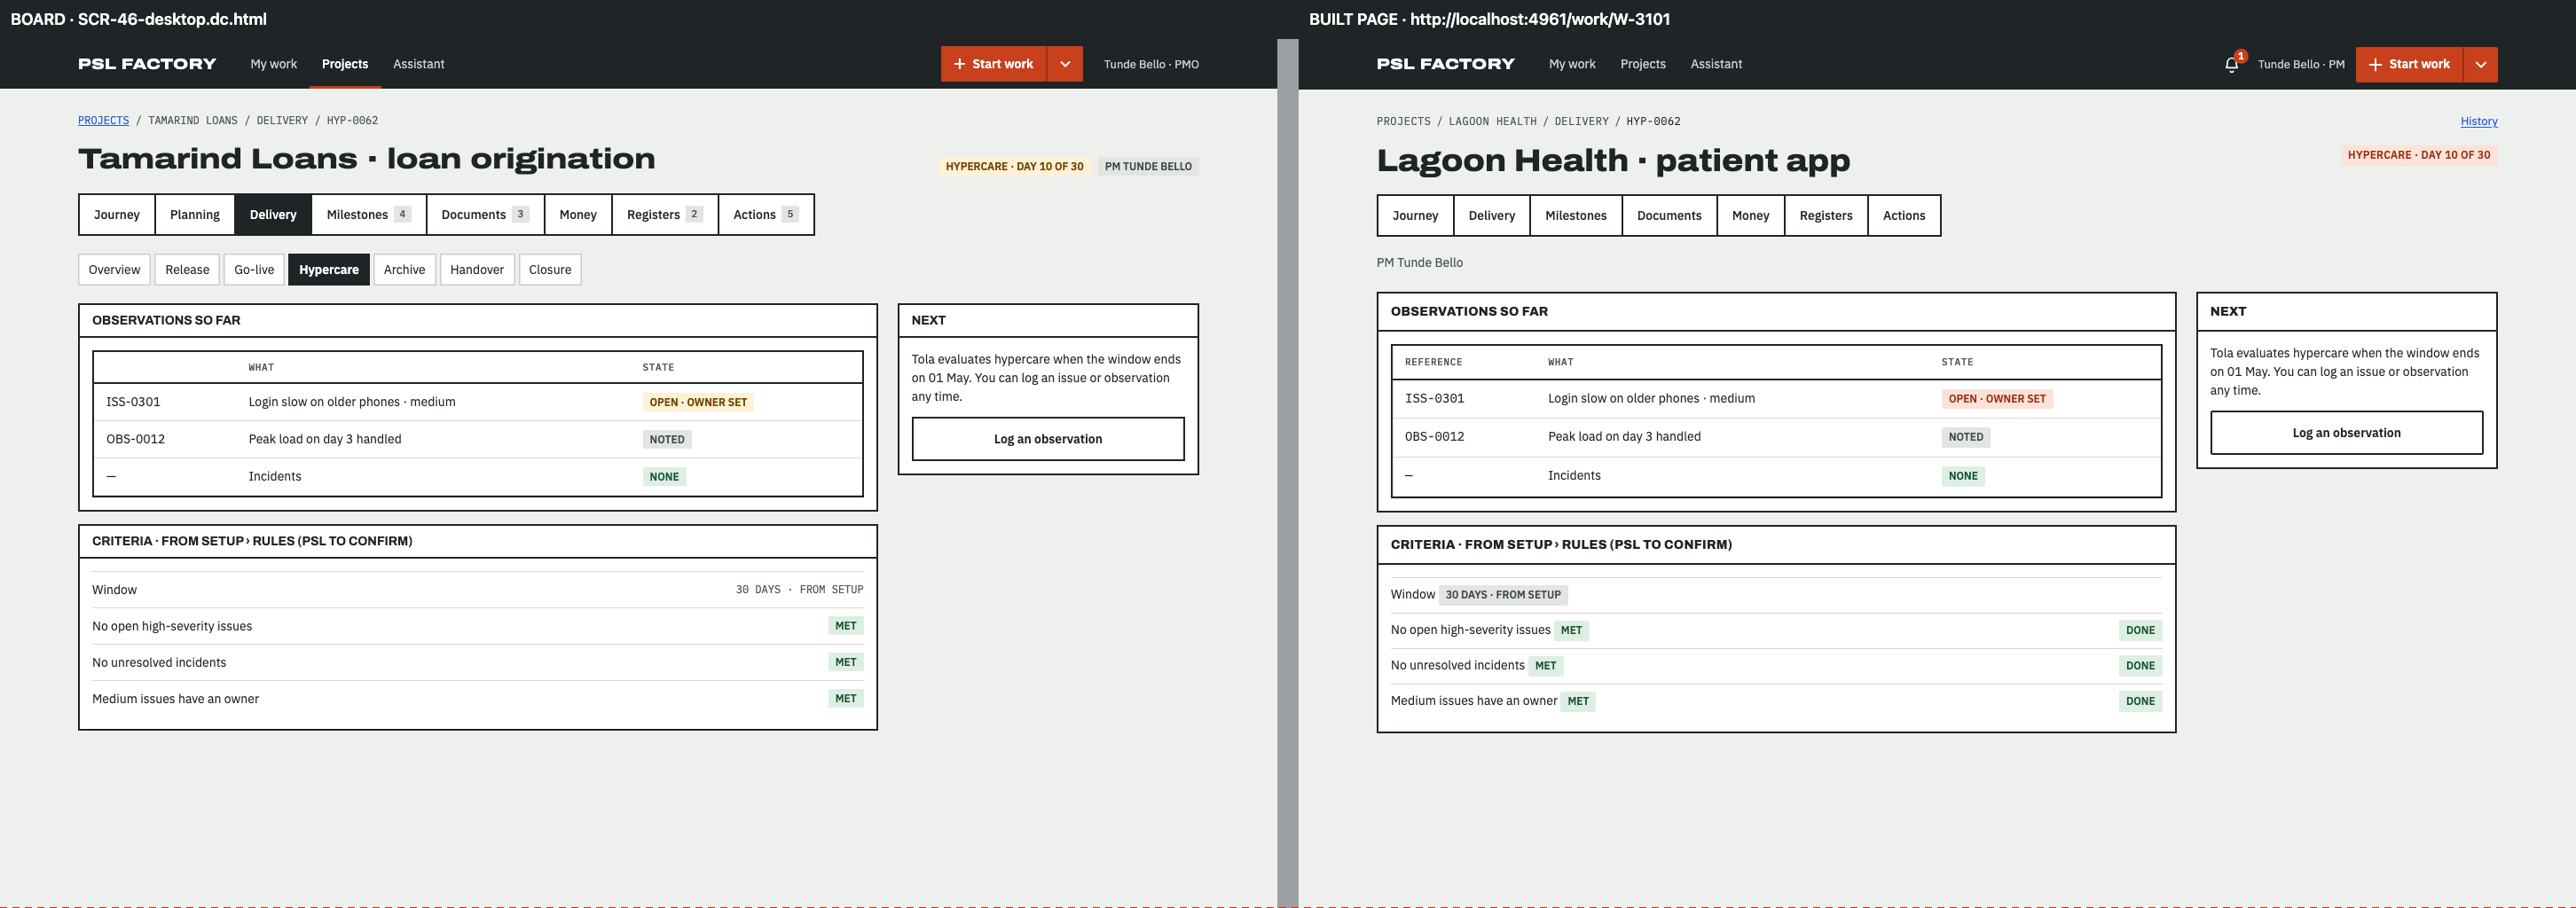 BOARD · SCR-46-desktop.dc.html
PSL FACTORY My work Projects Assistant + Start work Tunde Bello · PMO
PROJECTS / TAMARIND LOANS / DELIVERY / HYP-0062
Tamarind Loans · loan origination
HYPERCARE · DAY 10 OF 30 PM TUNDE BELLO
Journey Planning Delivery Milestones 4 Documents 3 Money Registers 2 Actions 5
Overview Release Go-live Hypercare Archive Handover Closure
OBSERVATIONS SO FAR
WHAT STATE
ISS-0301 Login slow on older phones · medium OPEN · OWNER SET
OBS-0012 Peak load on day 3 handled NOTED
— Incidents NONE
NEXT
Tola evaluates hypercare when the window ends
on 01 May. You can log an issue or observation
any time.
Log an observation
CRITERIA · FROM SETUP › RULES (PSL TO CONFIRM)
Window 30 DAYS · FROM SETUP
No open high-severity issues MET
No unresolved incidents MET
Medium issues have an owner MET
BUILT PAGE · http://localhost:4961/work/W-3101
PSL FACTORY My work Projects Assistant 1 Tunde Bello · PM + Start work
PROJECTS / LAGOON HEALTH / DELIVERY / HYP-0062 History
Lagoon Health · patient app
HYPERCARE · DAY 10 OF 30
Journey Delivery Milestones Documents Money Registers Actions
PM Tunde Bello
OBSERVATIONS SO FAR
REFERENCE WHAT STATE
ISS-0301 Login slow on older phones · medium OPEN · OWNER SET
OBS-0012 Peak load on day 3 handled NOTED
— Incidents NONE
NEXT
Tola evaluates hypercare when the window ends
on 01 May. You can log an issue or observation
any time.
Log an observation
CRITERIA · FROM SETUP › RULES (PSL TO CONFIRM)
Window 30 DAYS · FROM SETUP
No open high-severity issues MET DONE
No unresolved incidents MET DONE
Medium issues have an owner MET DONE